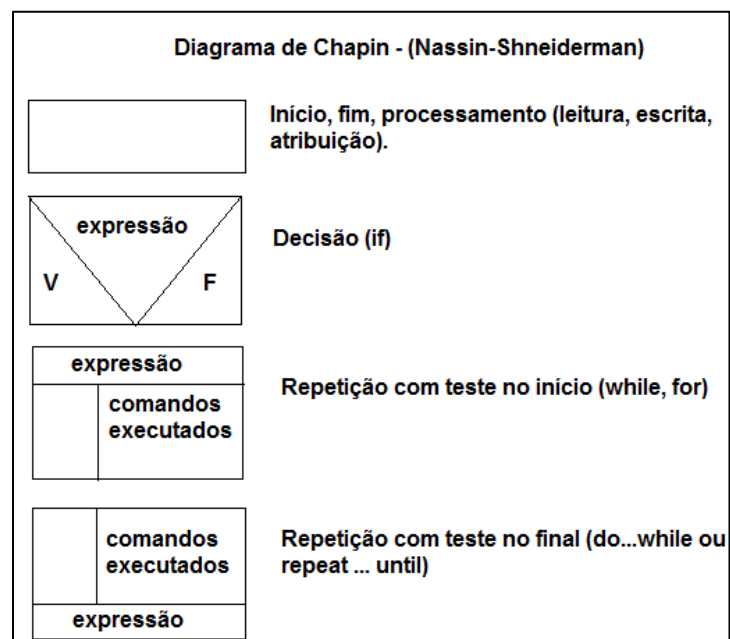 Diagrama de Chapin - (Nassin-Shneiderman)
Início, fim, processamento (leitura, escrita,
atribuição).
expressão
V
F
Decisão (if)
expressão
comandos
executados
Repetição com teste no início (while, for)
comandos
executados
expressão
Repetição com teste no final (do...while ou
repeat ... until)